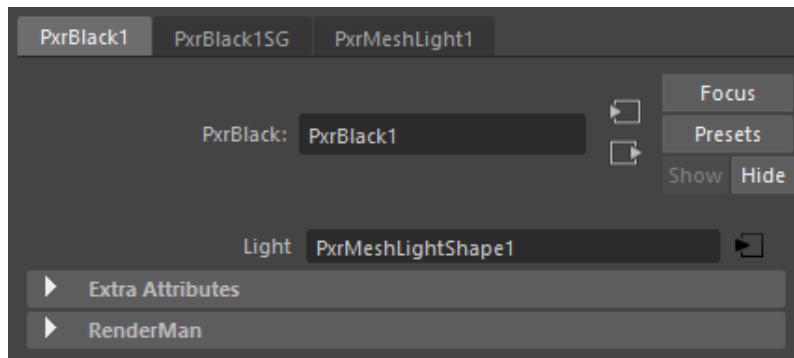 PxrBlack1 PxrBlack1SG PxrMeshLight1
Focus
PxrBlack: PxrBlack1 Presets
Show Hide
Light PxrMeshLightShape1
Extra Attributes
RenderMan